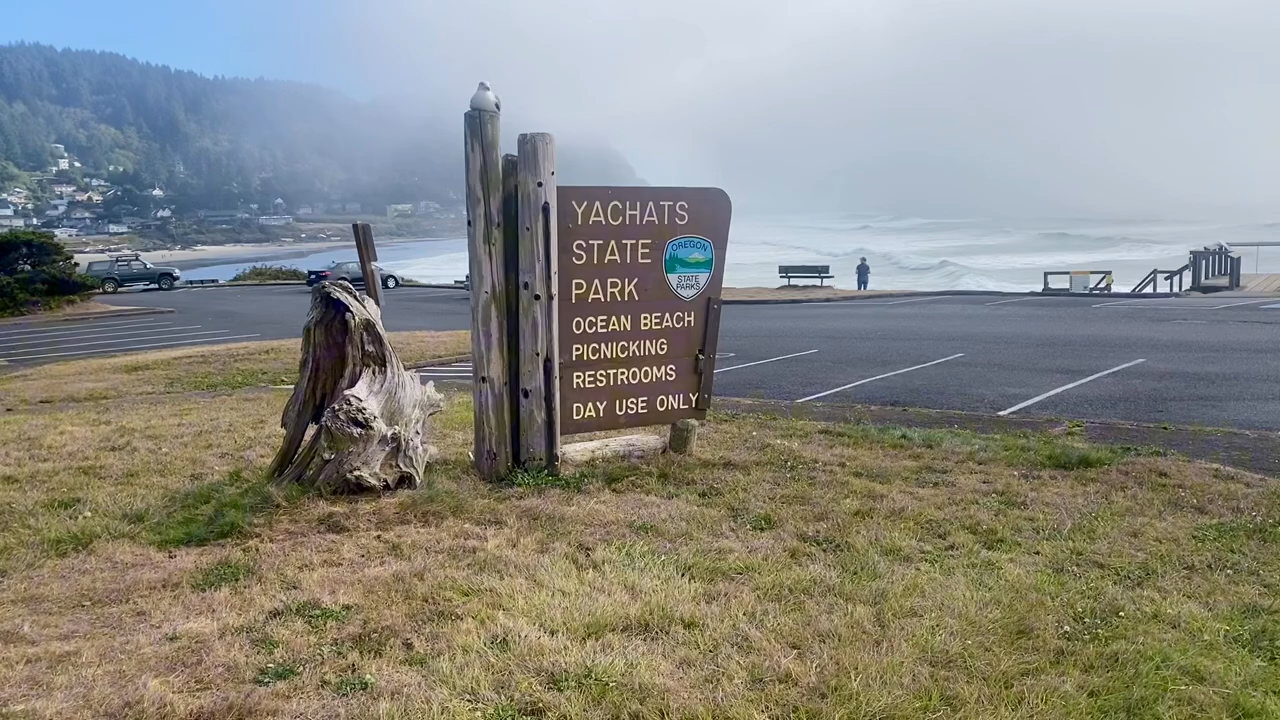 YACHATS
STATE
PARK
OREGON
STATE
PARKS
OCEAN BEACH
PICNICKING
RESTROOMS
DAY USE ONLY